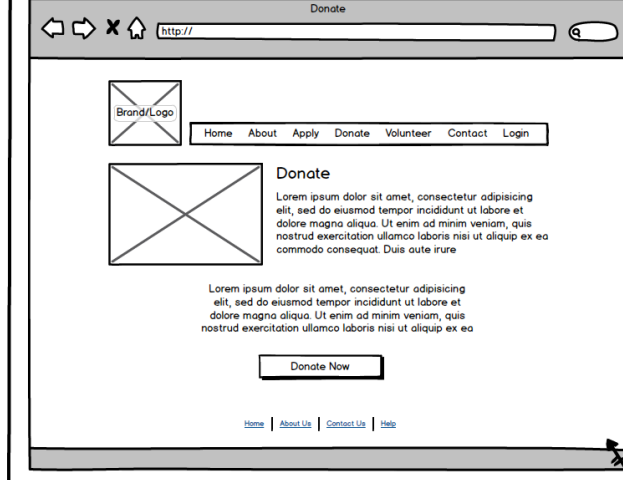 Donate
http://
Brand/Logo
Home About Apply Donate Volunteer Contact Login
Donate
Lorem ipsum dolor sit amet, consectetur adipisicing
elit, sed do eiusmod tempor incididunt ut labore et
dolore magna aliqua. Ut enim ad minim veniam, quis
nostrud exercitation ullamco laboris nisi ut aliquip ex ea
commodo consequat. Duis aute irure
Lorem ipsum dolor sit amet, consectetur adipisicing
elit, sed do eiusmod tempor incididunt ut labore et
dolore magna aliqua. Ut enim ad minim veniam, quis
nostrud exercitation ullamco laboris nisi ut aliquip ex ea
Donate Now
Home About Us Contact Us Help